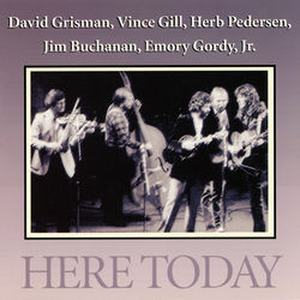 David Grisman, Vince Gill, Herb Pedersen,
Jim Buchanan, Emory Gordy, Jr.
HERE TODAY